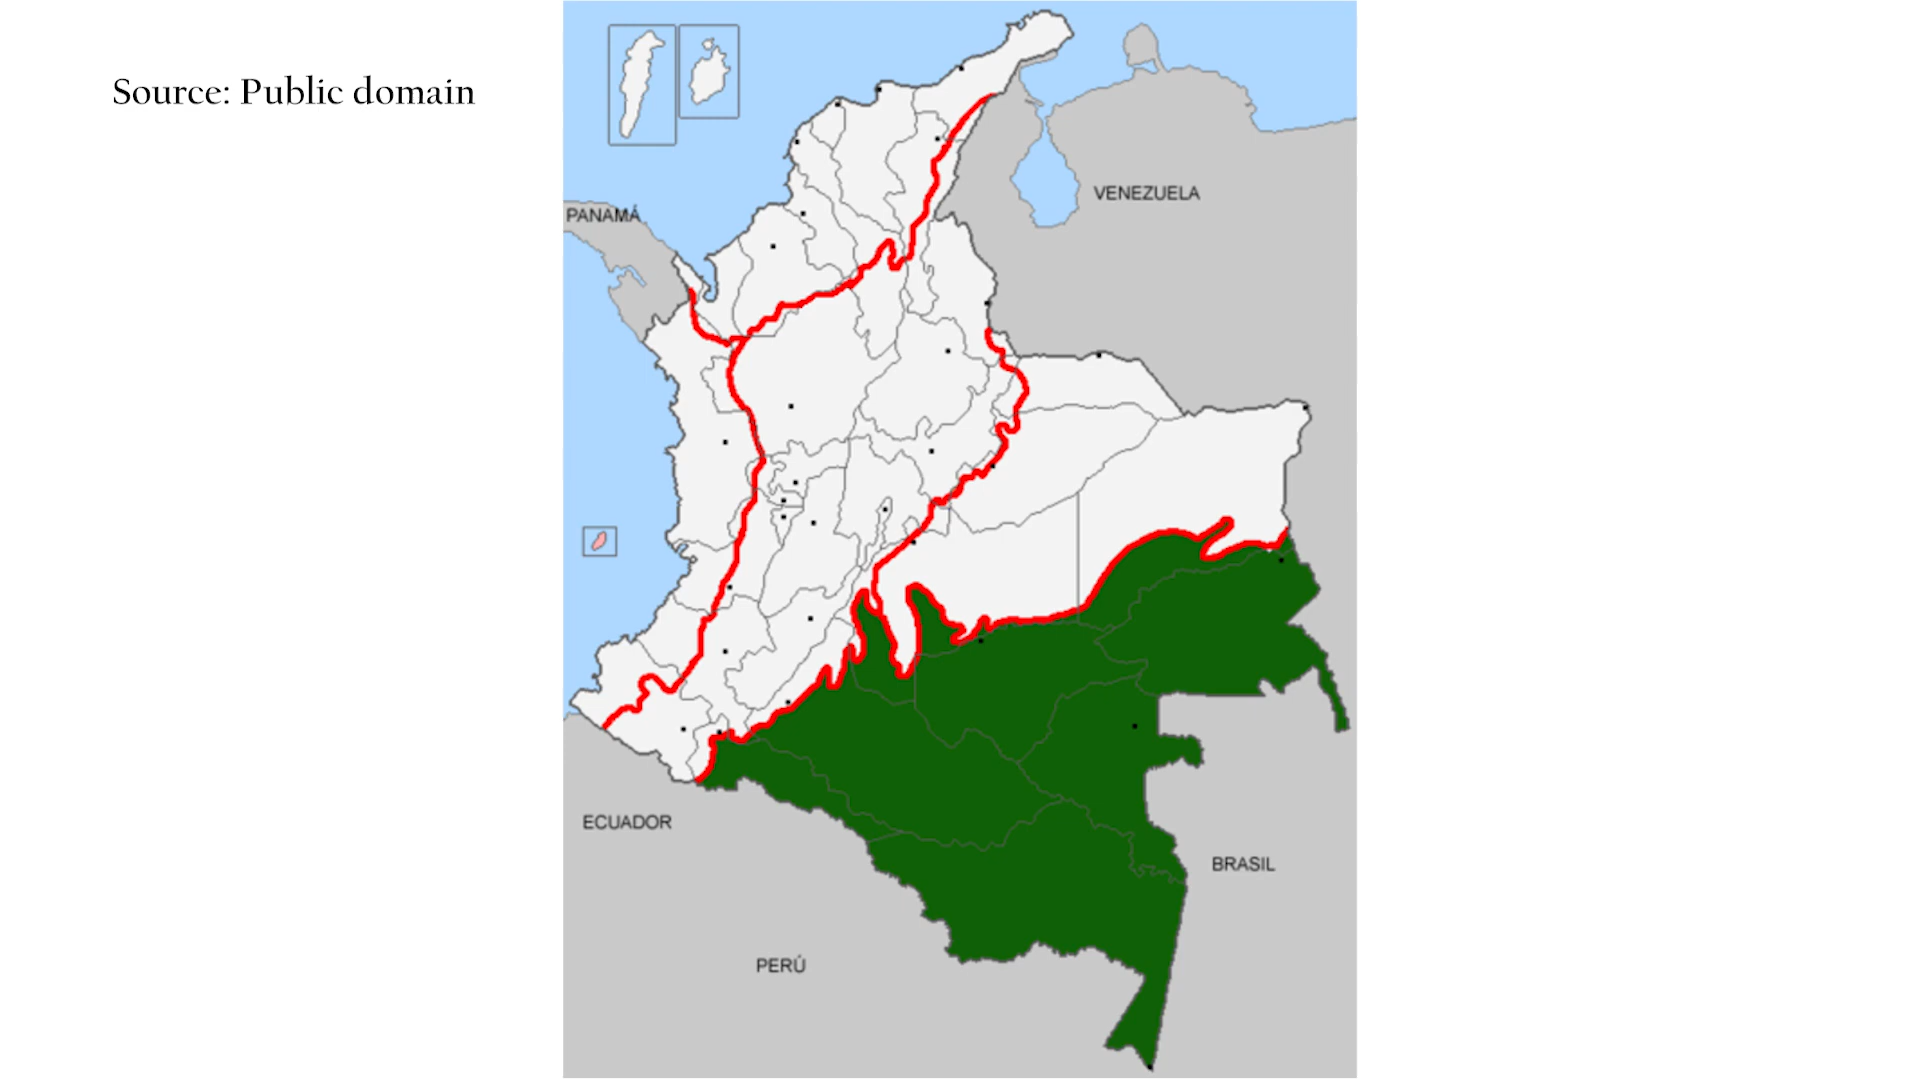 Source: Public domain
PANAMÁ
VENEZUELA
ECUADOR
BRASIL
PERÚ